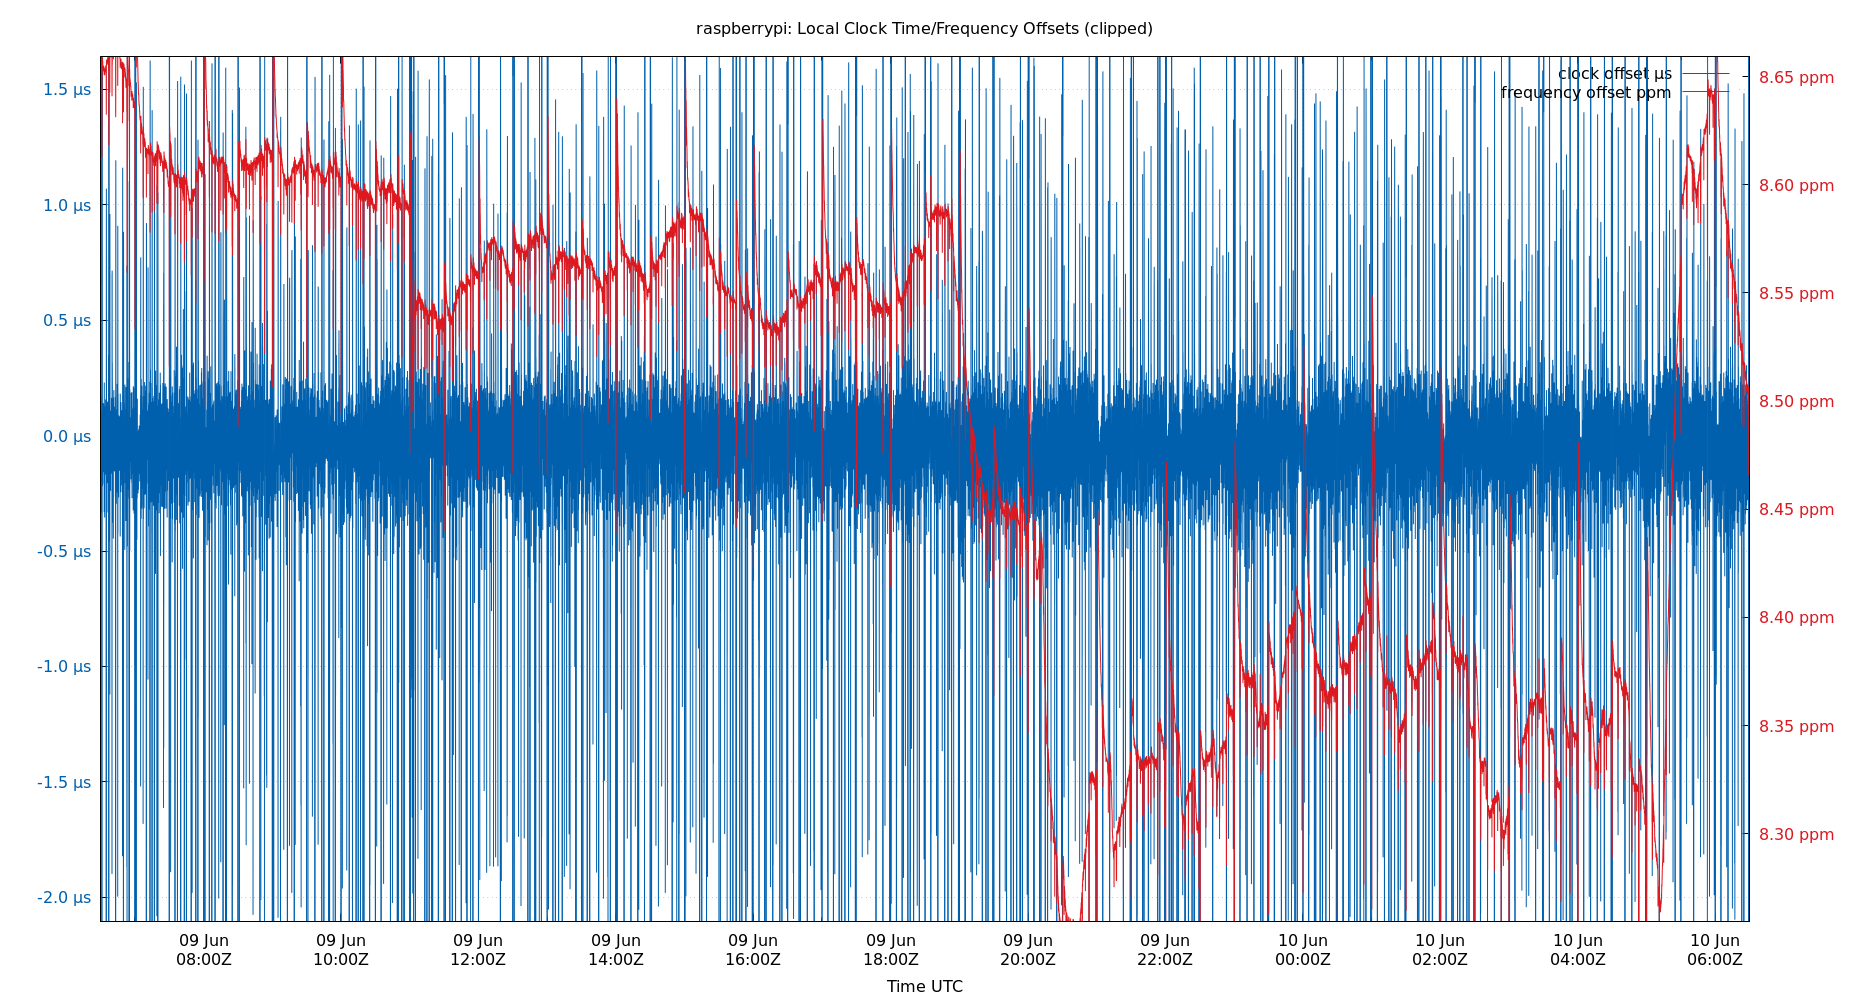 raspberrypi: Local Clock Time/Frequency Offsets (clipped)
clock offset µs
frequency offset ppm
1.5 µs
1.0 µs
0.5 µs
0.0 µs
-0.5 µs
-1.0 µs
-1.5 µs
-2.0 µs
8.65 ppm
8.60 ppm
8.55 ppm
8.50 ppm
8.45 ppm
8.40 ppm
8.35 ppm
8.30 ppm
09 Jun 09 Jun 09 Jun 09 Jun 09 Jun 09 Jun 09 Jun 09 Jun 10 Jun 10 Jun 10 Jun 10 Jun
08:00Z 10:00Z 12:00Z 14:00Z 16:00Z 18:00Z 20:00Z 22:00Z 00:00Z 02:00Z 04:00Z 06:00Z
Time UTC